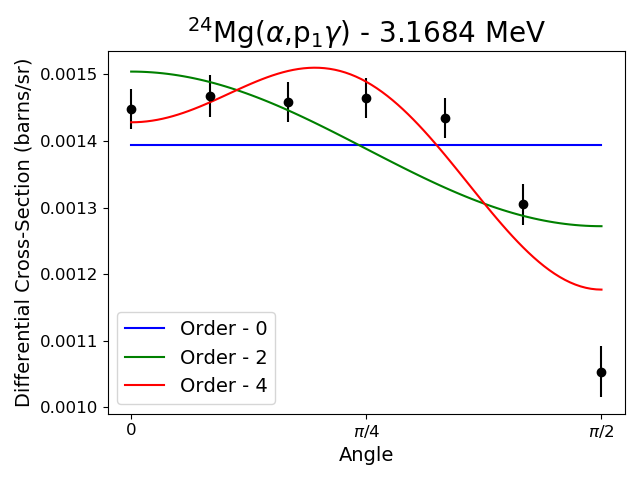 ²⁴Mg(α,p₁γ) - 3.1684 MeV
Differential Cross-Section (barns/sr)
0.0015
0.0014
0.0013
0.0012
0.0011
0.0010
Order - 0
Order - 2
Order - 4
0 π/4 π/2
Angle